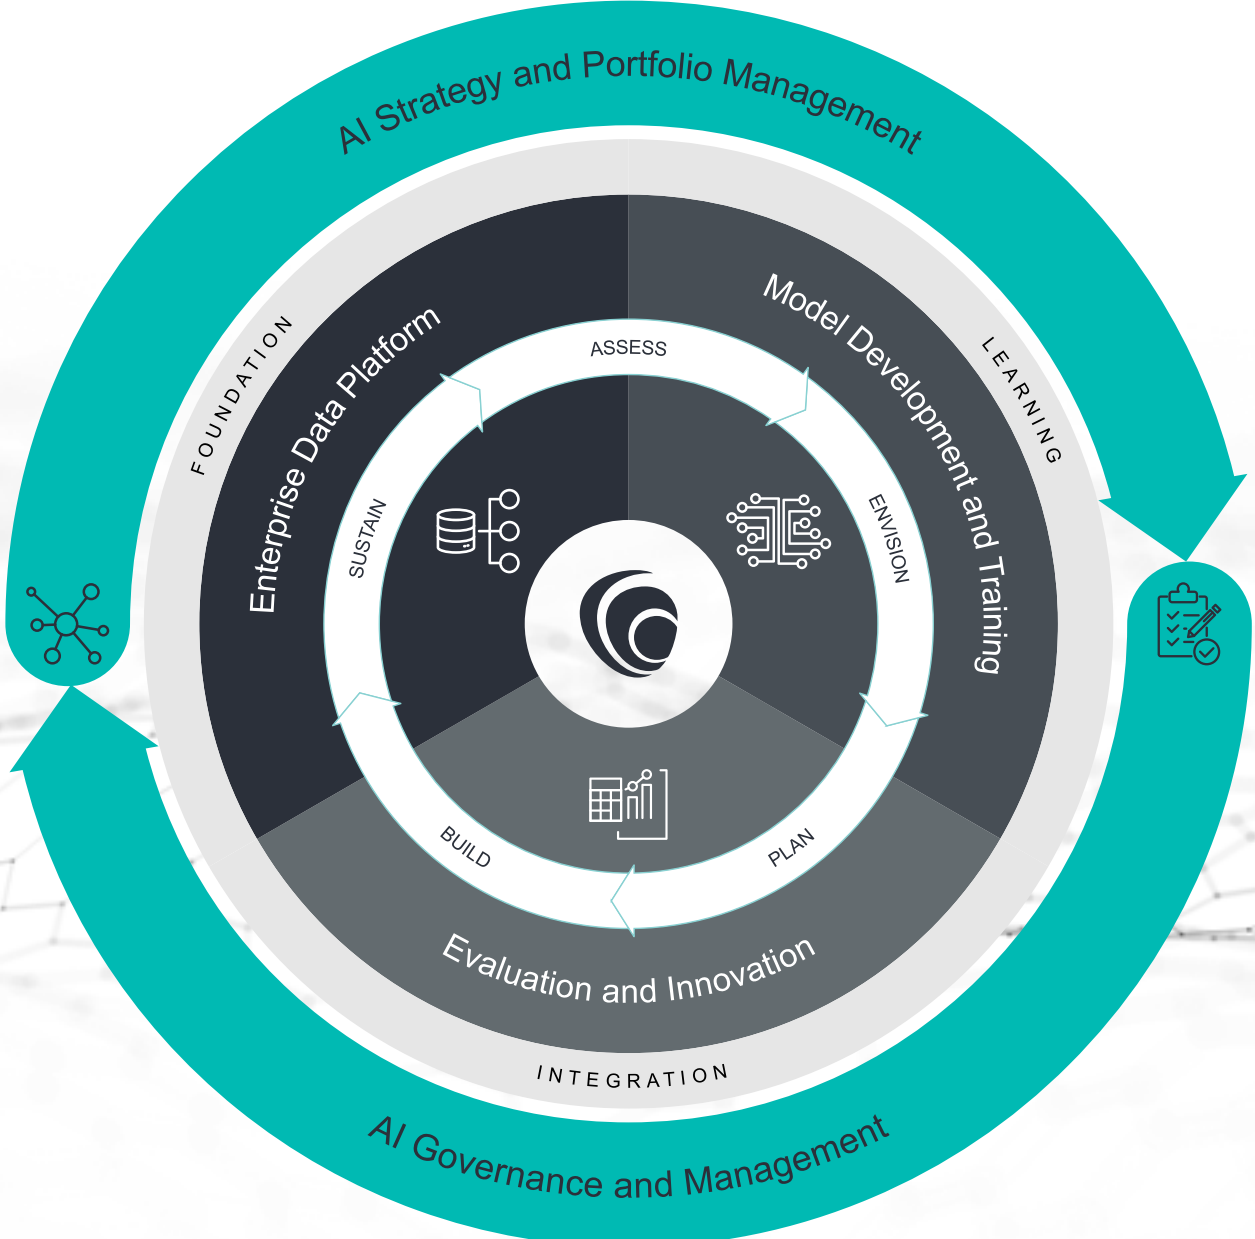 AI Strategy and Portfolio Management
FOUNDATION
LEARNING
INTEGRATION
Enterprise Data Platform
Model Development and Training
Evaluation and Innovation
ASSESS
ENVISION
PLAN
BUILD
SUSTAIN
AI Governance and Management